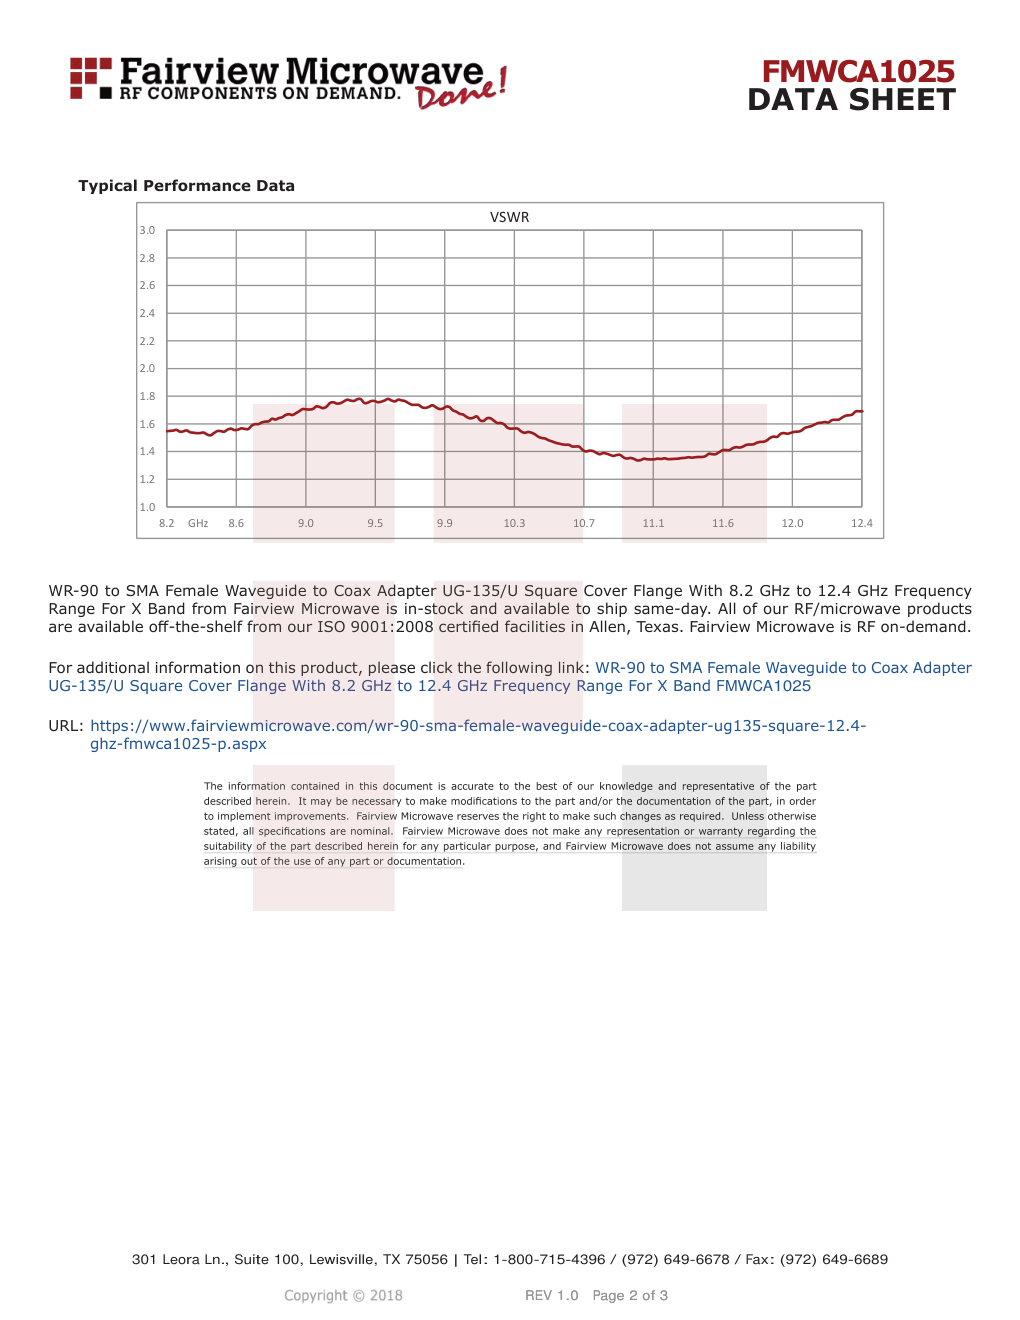 Fairview Microwave
RF COMPONENTS ON DEMAND.
Done!
FMWCA1025
DATA SHEET
Typical Performance Data
VSWR
3.0
2.8
2.6
2.4
2.2
2.0
1.8
1.6
1.4
1.2
1.0
8.2 GHz 8.6 9.0 9.5 9.9 10.3 10.7 11.1 11.6 12.0 12.4
WR-90 to SMA Female Waveguide to Coax Adapter UG-135/U Square Cover Flange With 8.2 GHz to 12.4 GHz Frequency
Range For X Band from Fairview Microwave is in-stock and available to ship same-day. All of our RF/microwave products
are available off-the-shelf from our ISO 9001:2008 certified facilities in Allen, Texas. Fairview Microwave is RF on-demand.
For additional information on this product, please click the following link: WR-90 to SMA Female Waveguide to Coax Adapter
UG-135/U Square Cover Flange With 8.2 GHz to 12.4 GHz Frequency Range For X Band FMWCA1025
URL: https://www.fairviewmicrowave.com/wr-90-sma-female-waveguide-coax-adapter-ug135-square-12.4-
ghz-fmwca1025-p.aspx
The information contained in this document is accurate to the best of our knowledge and representative of the part
described herein. It may be necessary to make modifications to the part and/or the documentation of the part, in order
to implement improvements. Fairview Microwave reserves the right to make such changes as required. Unless otherwise
stated, all specifications are nominal. Fairview Microwave does not make any representation or warranty regarding the
suitability of the part described herein for any particular purpose, and Fairview Microwave does not assume any liability
arising out of the use of any part or documentation.
301 Leora Ln., Suite 100, Lewisville, TX 75056 | Tel: 1-800-715-4396 / (972) 649-6678 / Fax: (972) 649-6689
Copyright © 2018 REV 1.0 Page 2 of 3